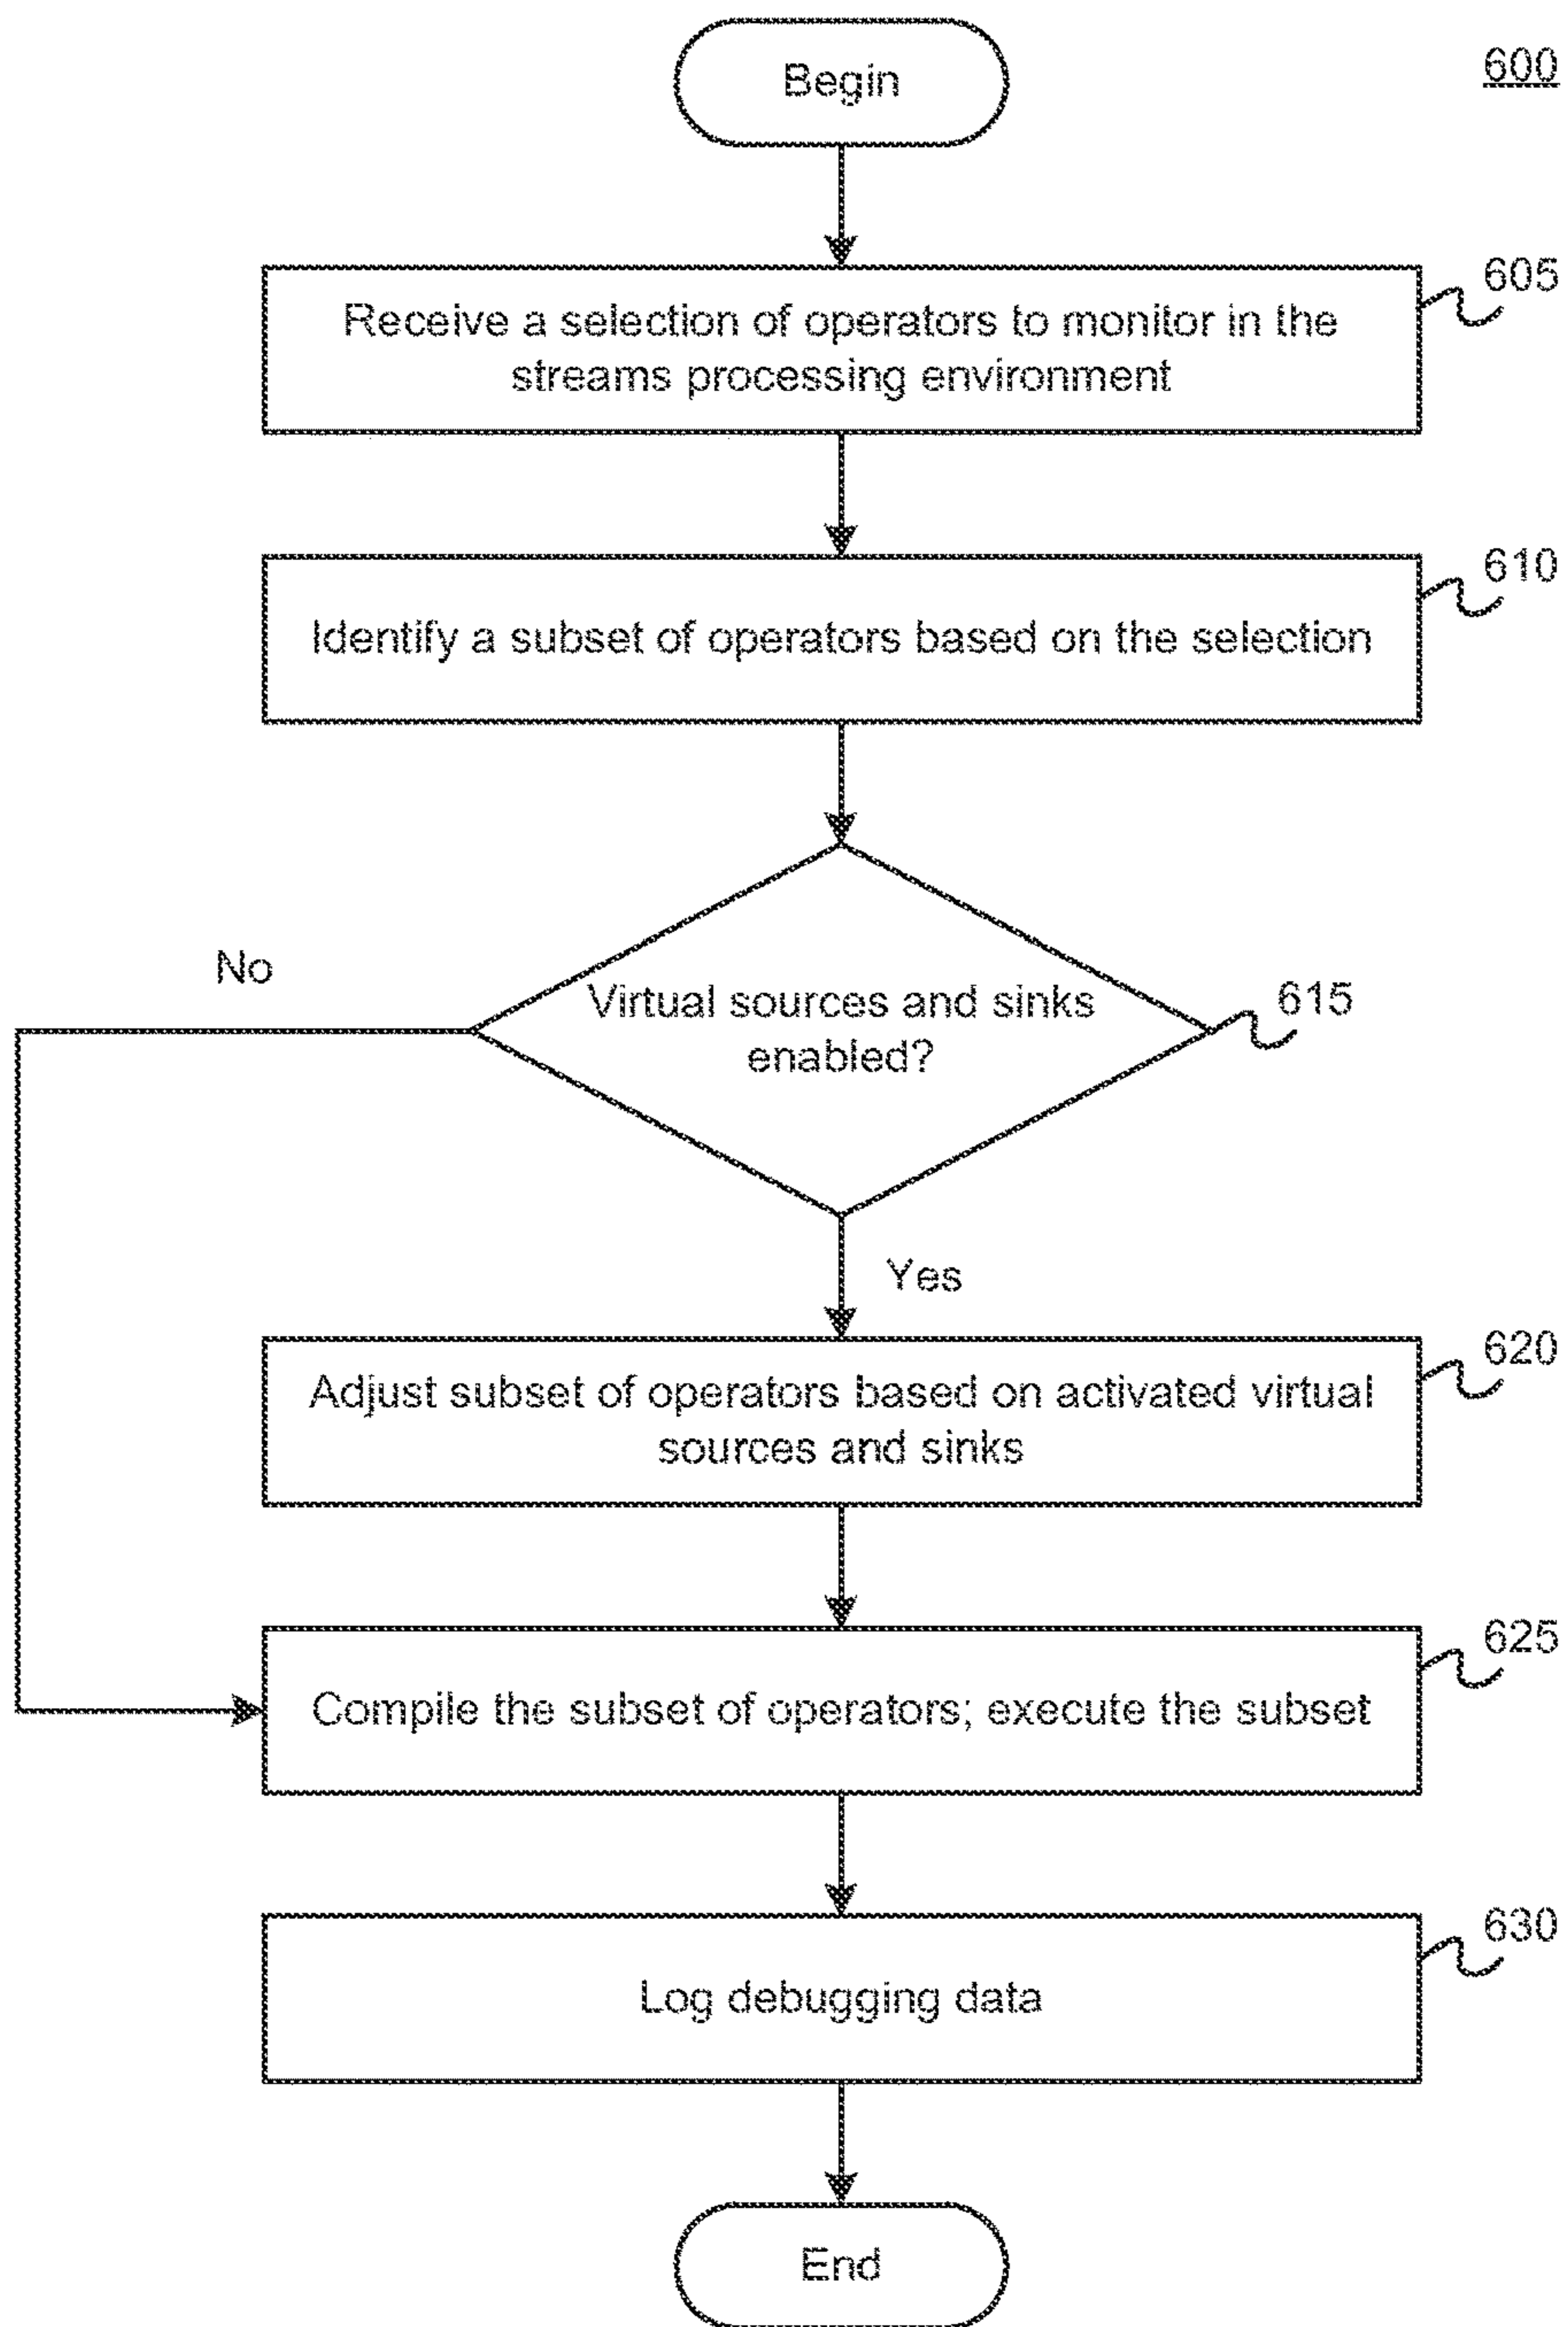 Begin
600
605
Receive a selection of operators to monitor in the
streams processing environment
610
Identify a subset of operators based on the selection
No
Virtual sources and sinks
enabled?
615
Yes
620
Adjust subset of operators based on activated virtual
sources and sinks
625
Compile the subset of operators; execute the subset
630
Log debugging data
End